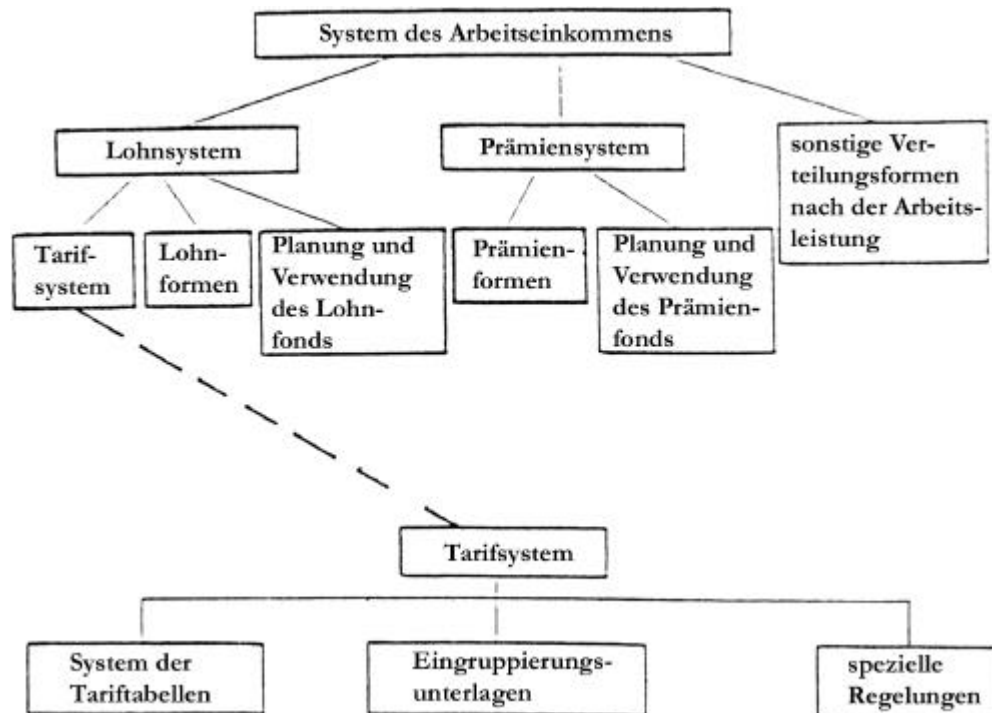 System des Arbeitseinkommens
Lohnsystem
Prämiensystem
sonstige Ver-
teilungsformen
nach der Arbeits-
leistung
Tarif-
system
Lohn-
formen
Planung und
Verwendung
des Lohn-
fonds
Prämien-
formen
Planung und
Verwendung
des Prämien-
fonds
Tarifsystem
System der
Tariftabellen
Eingruppierungs-
unterlagen
spezielle
Regelungen